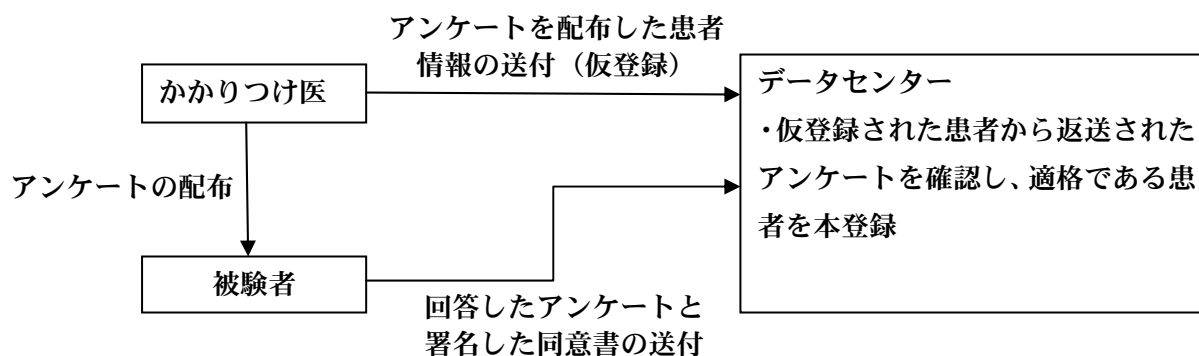 アンケートを配布した患者
情報の送付（仮登録）
かかりつけ医
データセンター
・仮登録された患者から返送された
アンケートを確認し、適格である患
者を本登録
アンケートの配布
被験者
回答したアンケートと
署名した同意書の送付